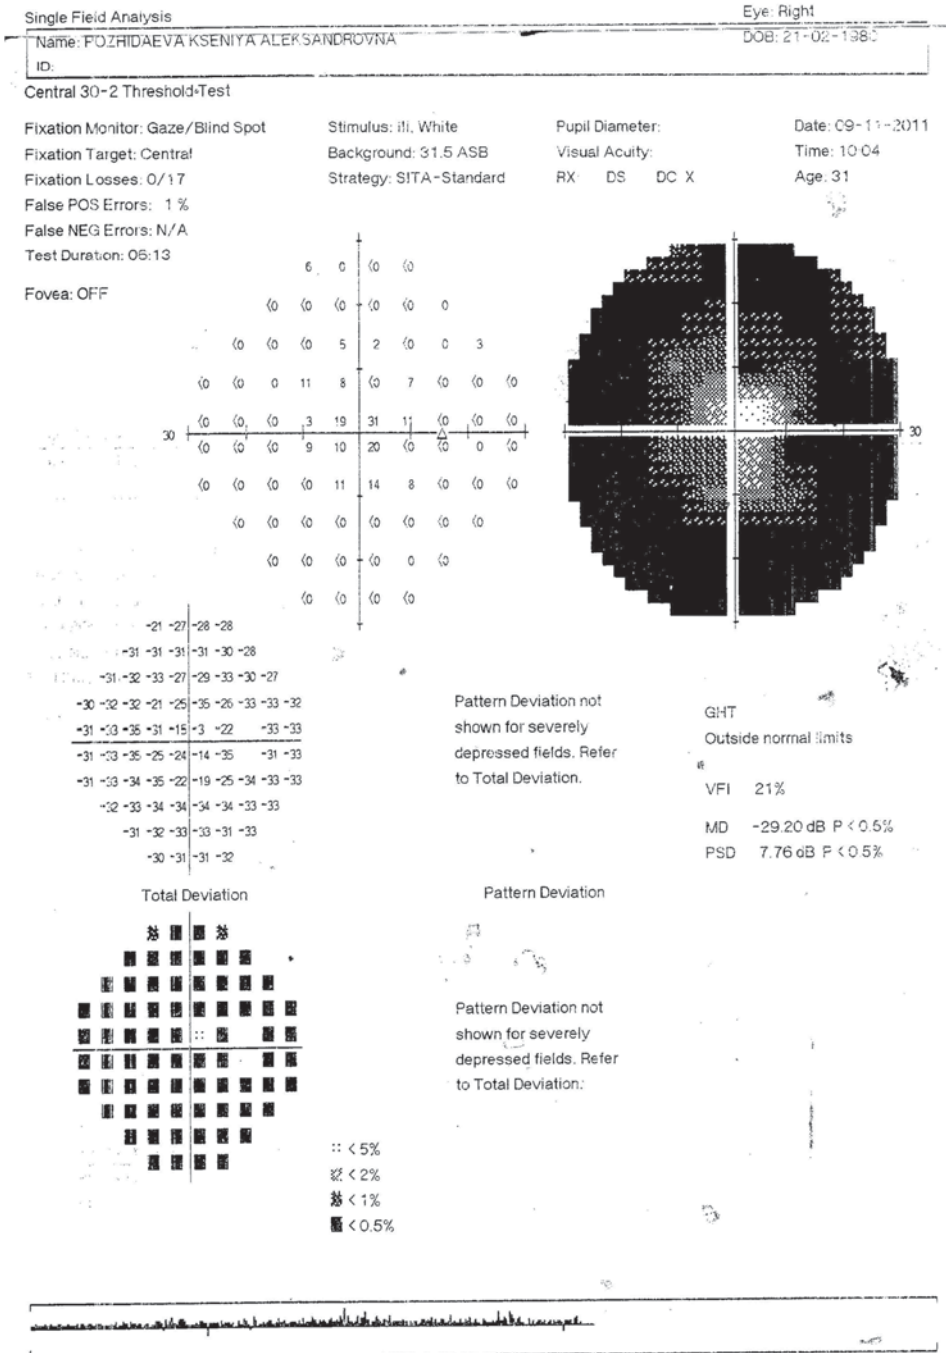 Single Field Analysis
Eye: Right
Name: POZHIDAEVA KSENIYA ALEKSANDROVNA
DOB: 21-02-1980
ID:
Central 30-2 Threshold Test
Fixation Monitor: Gaze/Blind Spot
Stimulus: III, White
Pupil Diameter:
Date: 09-11-2011
Fixation Target: Central
Background: 31.5 ASB
Visual Acuity:
Time: 10:04
Fixation Losses: 0/17
Strategy: SITA-Standard
RX: DS DC X
Age: 31
False POS Errors: 1 %
False NEG Errors: N/A
Test Duration: 06:13
Fovea: OFF
6 0 <0 <0
<0 <0 <0 <0 <0 0
<0 <0 <0 5 2 <0 0 3
<0 <0 0 11 8 <0 7 <0 <0 <0
<0 <0 <0 3 19 31 11 <0 <0 <0
30
30
<0 <0 <0 9 10 20 <0 <0 0 <0
<0 <0 <0 <0 11 14 8 <0 <0 <0
<0 <0 <0 <0 <0 <0 <0 <0
<0 <0 <0 <0 0 <0
<0 <0 <0 <0
-21 -27 -28 -28
-31 -31 -31 -31 -30 -28
-31 -32 -33 -27 -29 -33 -30 -27
-30 -32 -32 -21 -25 -35 -26 -33 -33 -32
-31 -33 -35 -31 -15 -3 -22 -33 -33
-31 -33 -35 -25 -24 -14 -35 -31 -33
-31 -33 -34 -35 -22 -19 -25 -34 -33 -33
-32 -33 -34 -34 -34 -34 -33 -33
-31 -32 -33 -33 -31 -33
-30 -31 -31 -32
Total Deviation
Pattern Deviation not
shown for severely
depressed fields. Refer
to Total Deviation.
GHT
Outside normal limits
VFI 21%
MD -29.20 dB P < 0.5%
PSD 7.76 dB P < 0.5%
Pattern Deviation
Pattern Deviation not
shown for severely
depressed fields. Refer
to Total Deviation.
< 5%
< 2%
< 1%
< 0.5%